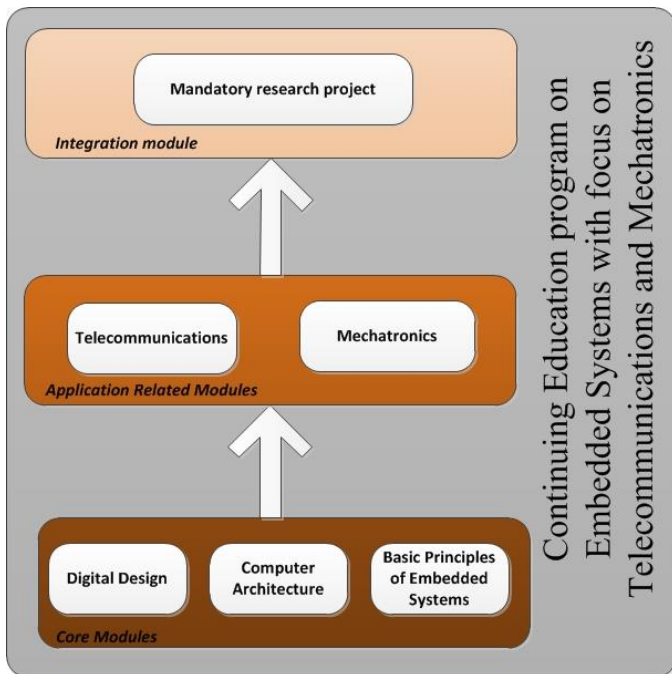 Mandatory research project
Integration module
Telecommunications
Mechatronics
Application Related Modules
Digital Design
Computer
Architecture
Basic Principles
of Embedded
Systems
Core Modules
Continuing Education program on
Embedded Systems with focus on
Telecommunications and Mechatronics